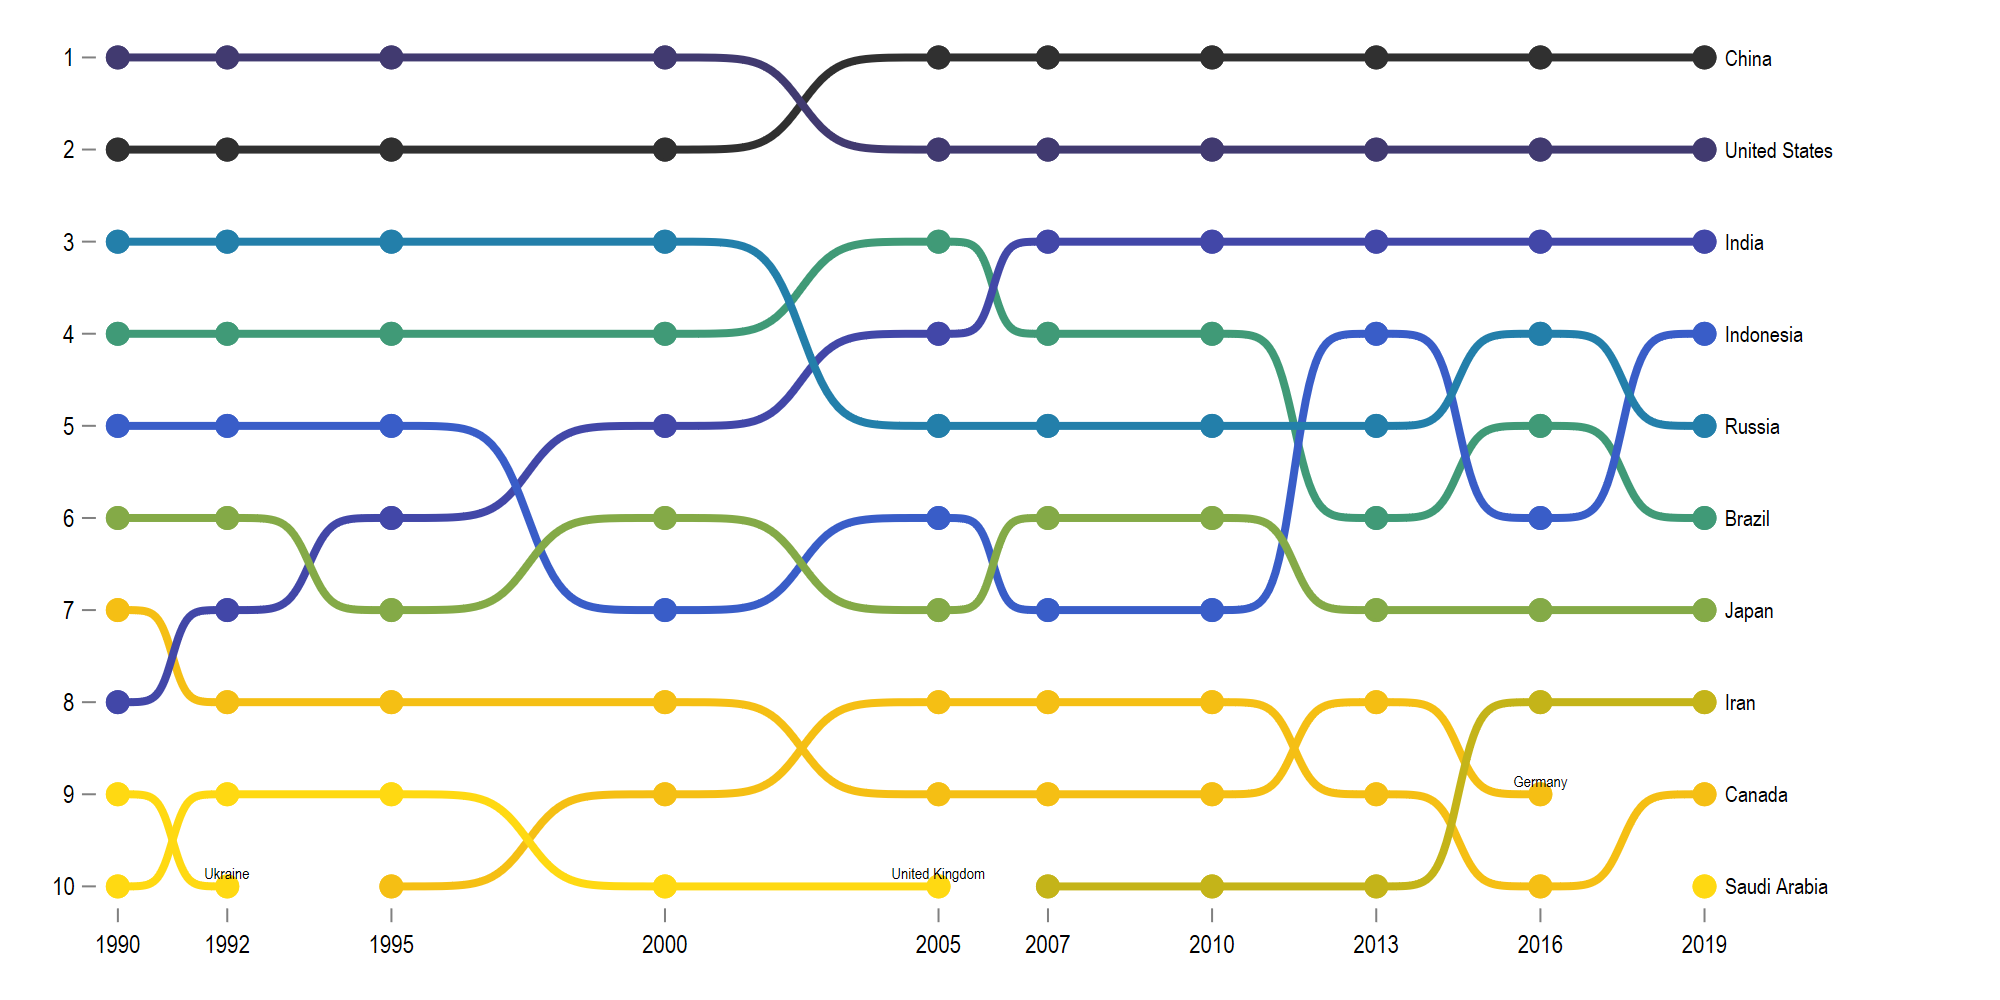 1
China
2
United States
3
India
4
Indonesia
5
Russia
6
Brazil
7
Japan
8
Iran
Germany
9
Canada
Ukraine
United Kingdom
10
Saudi Arabia
1990 1992 1995 2000 2005 2007 2010 2013 2016 2019